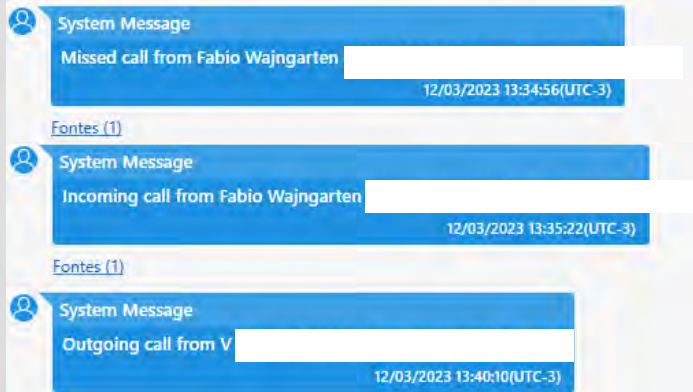 System Message
Missed call from Fabio Wajngarten
12/03/2023 13:34:56(UTC-3)
Fontes (1)
System Message
Incoming call from Fabio Wajngarten
12/03/2023 13:35:22(UTC-3)
Fontes (1)
System Message
Outgoing call from V
12/03/2023 13:40:10(UTC-3)